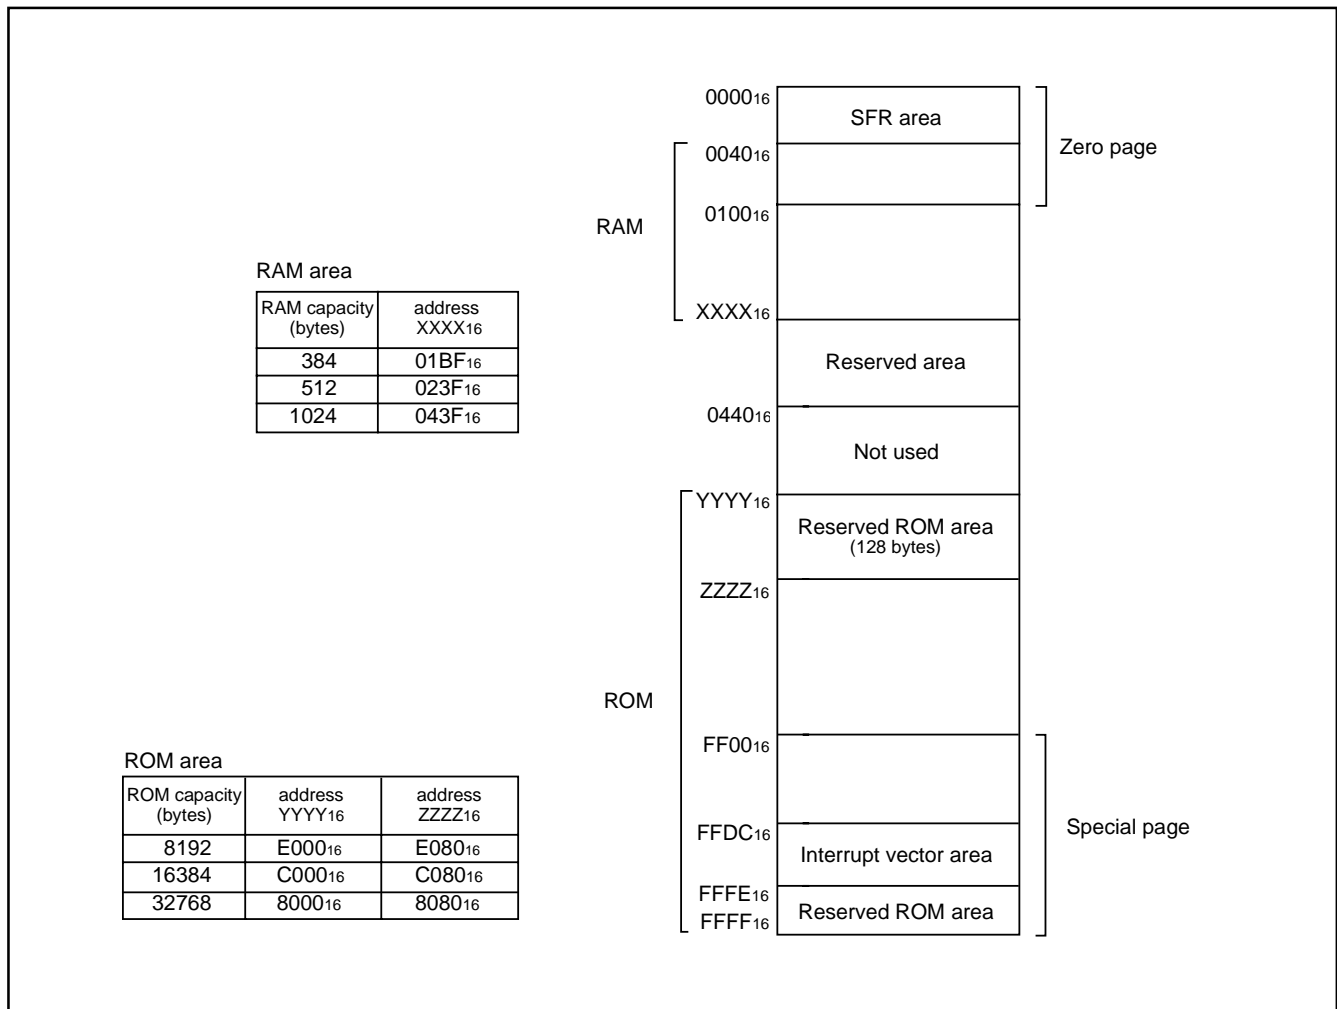 RAM area
RAM capacity (bytes) address XXXX16
384 01BF16
512 023F16
1024 043F16
ROM area
ROM capacity (bytes) address YYYY16 address ZZZZ16
8192 E00016 E08016
16384 C00016 C08016
32768 800016 808016
RAM
ROM
000016
SFR area
004016
010016
XXXX16
Reserved area
044016
Not used
YYYY16
Reserved ROM area
(128 bytes)
ZZZZ16
FF0016
FFDC16
Interrupt vector area
FFFE16
Reserved ROM area
FFFF16
Zero page
Special page